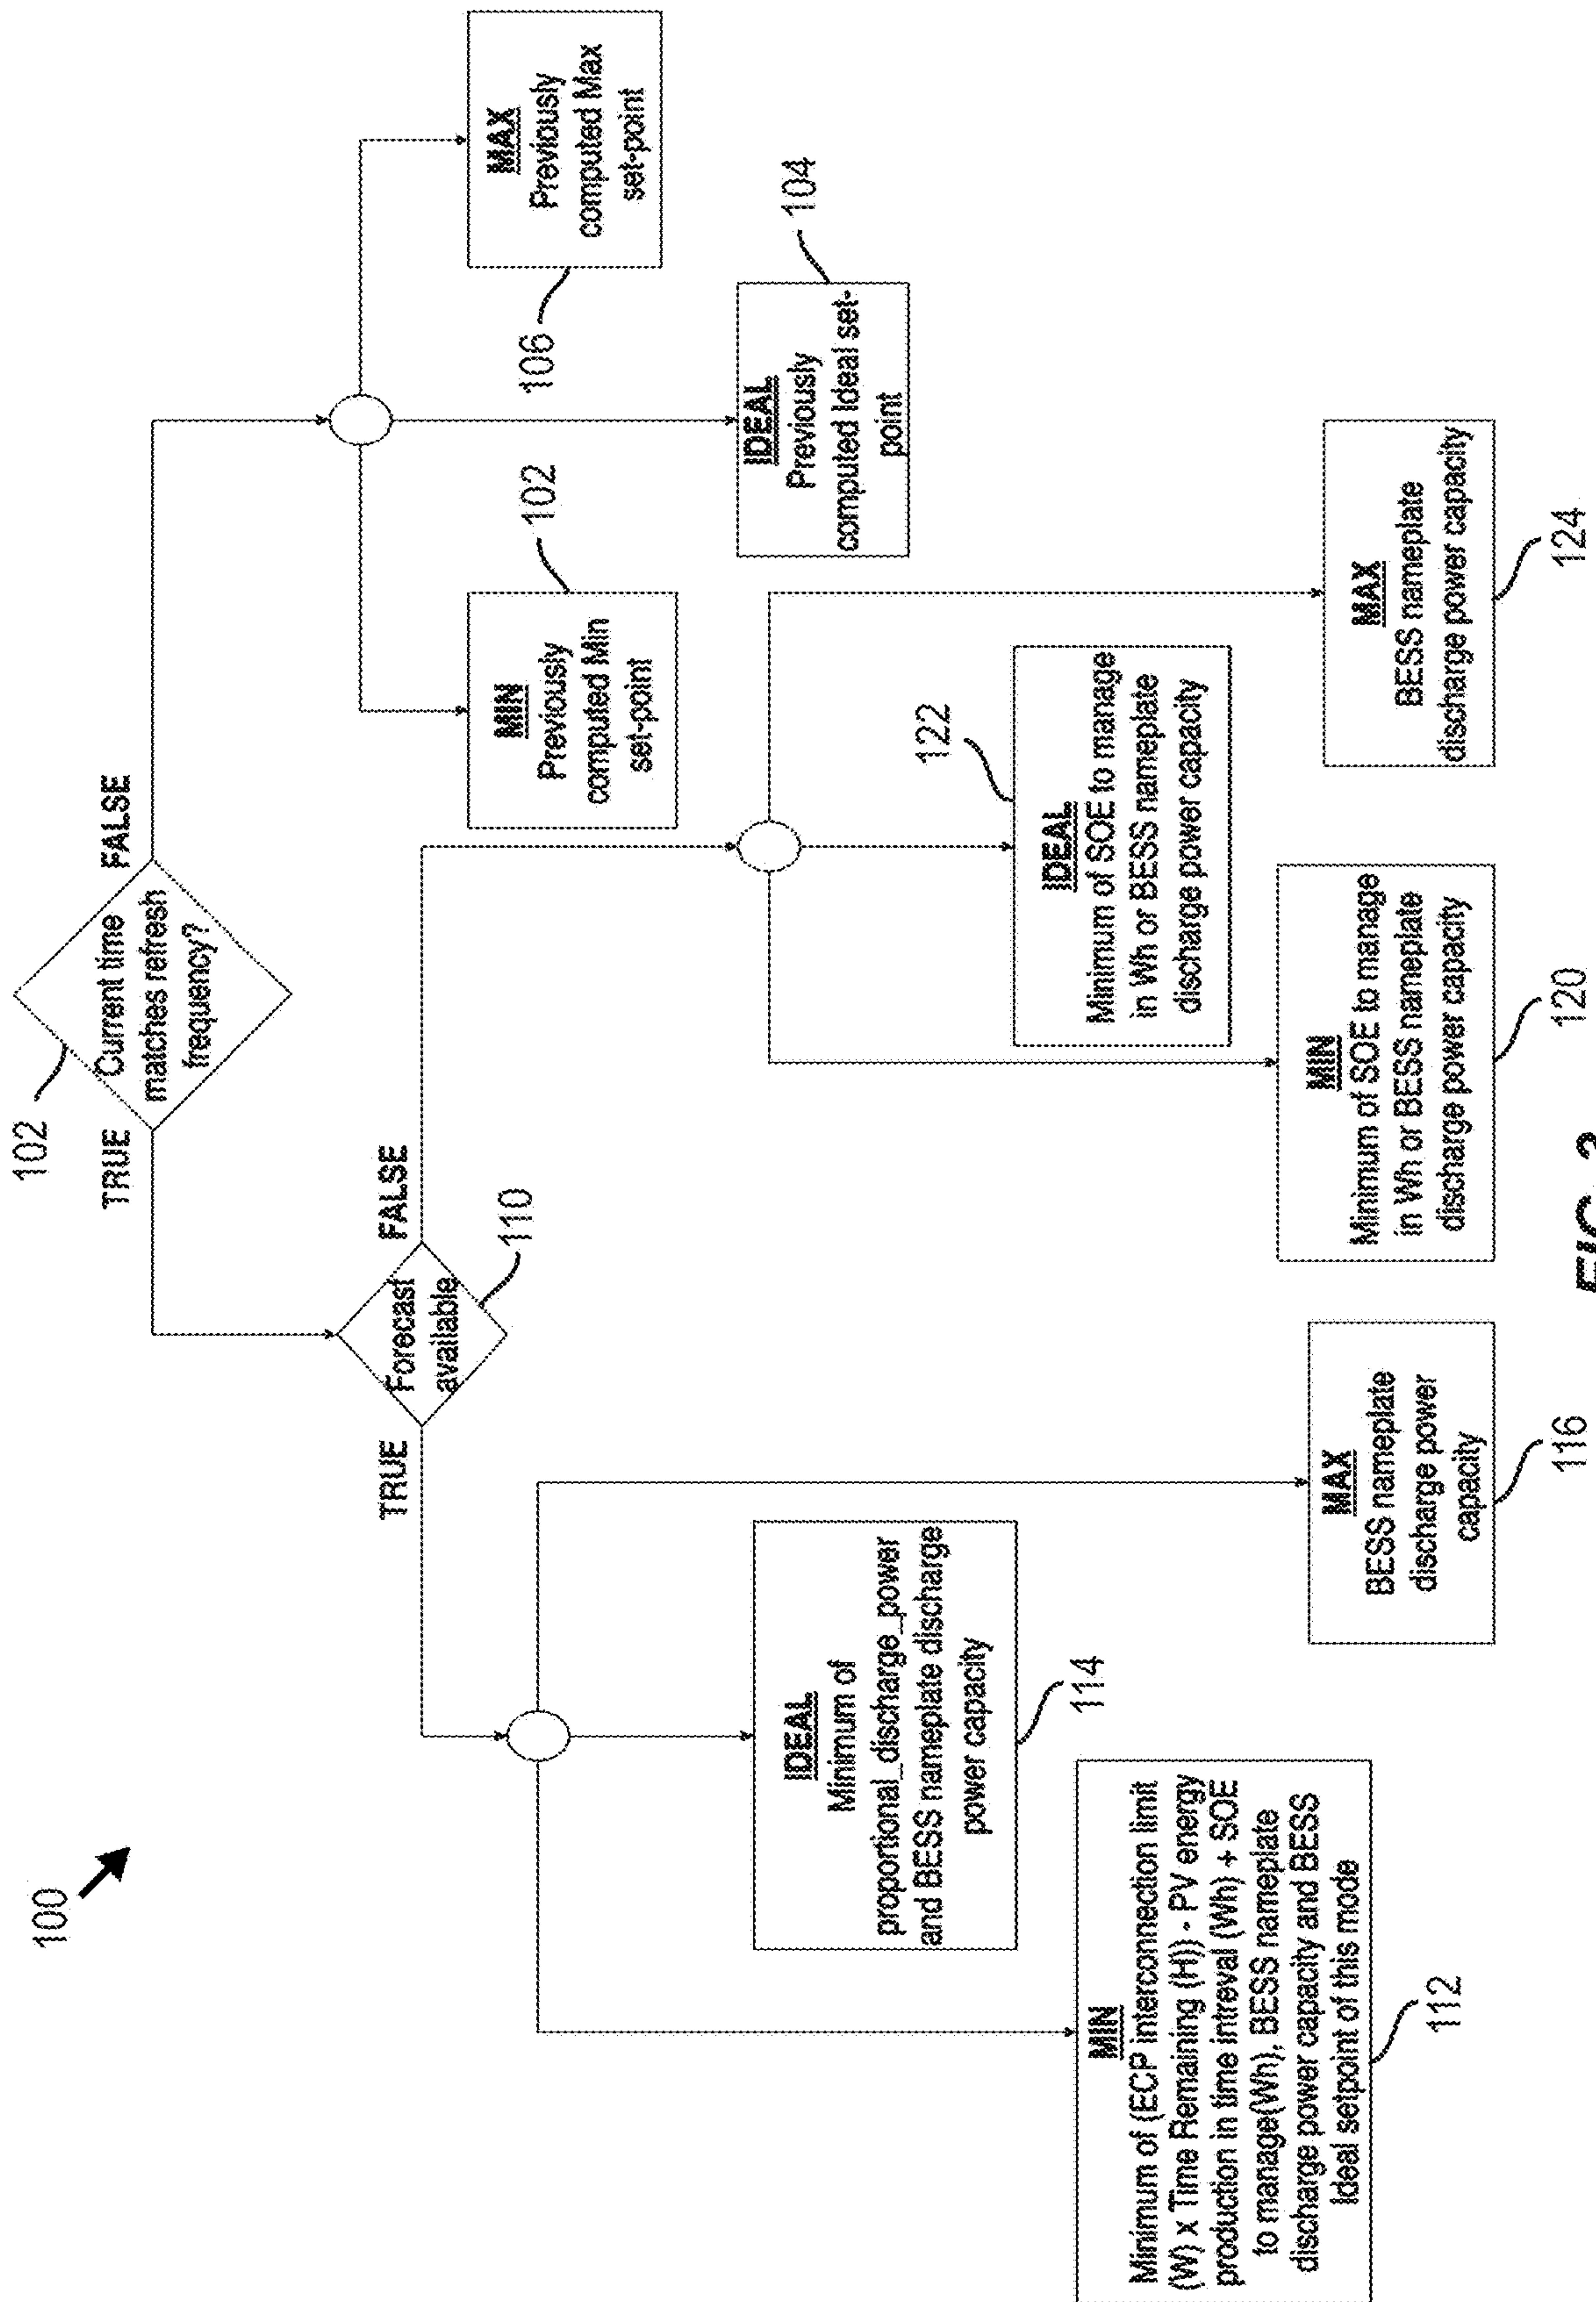 100
102
Current time
matches refresh
frequency?
TRUE
FALSE
110
Forecast
available
TRUE
FALSE
MIN
Previously
computed Min
set-point
102
IDEAL
Previously
computed Ideal set-
point
104
MAX
Previously
computed Max
set-point
106
MIN
Minimum of (ECP interconnection limit
(W) x Time Remaining (H)) - PV energy
production in time intreval (Wh) + SOE
to manage(Wh), BESS nameplate
discharge power capacity and BESS
Ideal setpoint of this mode
112
IDEAL
Minimum of
proportional_discharge_power
and BESS nameplate discharge
power capacity
114
MAX
BESS nameplate
discharge power
capacity
116
MIN
Minimum of SOE to manage
in Wh or BESS nameplate
discharge power capacity
120
IDEAL
Minimum of SOE to manage
in Wh or BESS nameplate
discharge power capacity
122
MAX
BESS nameplate
discharge power capacity
124